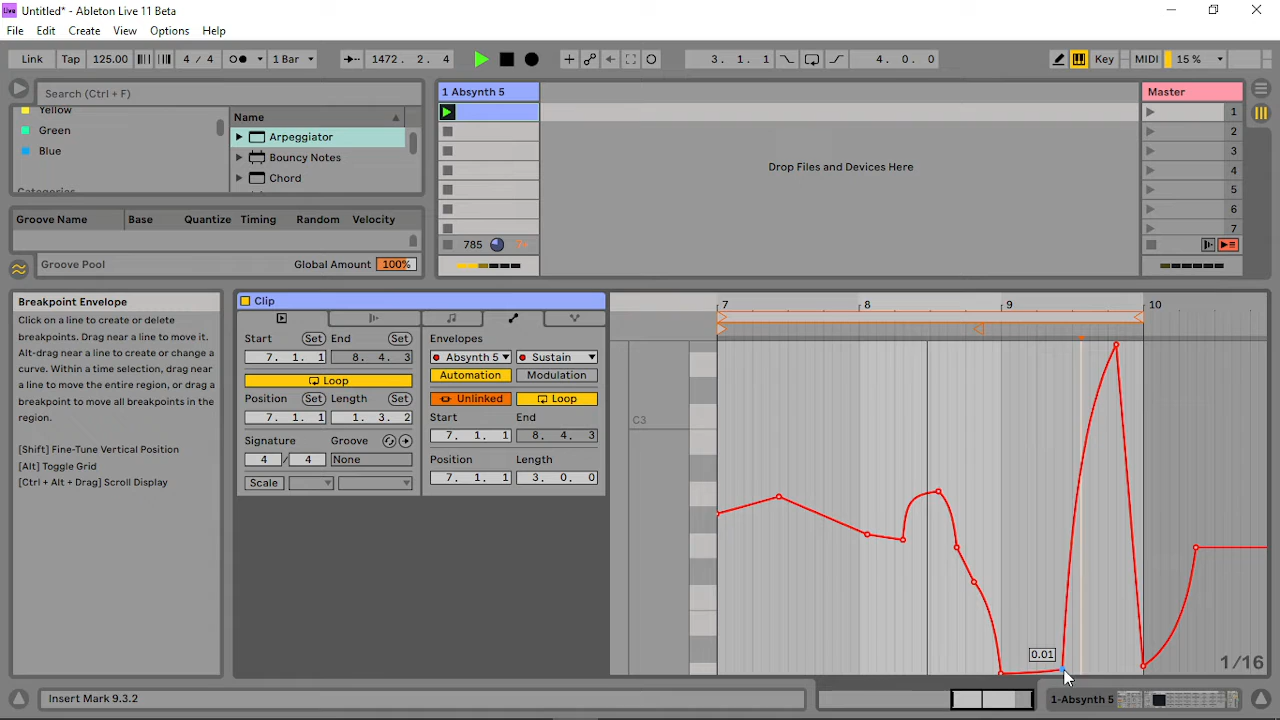 Live Untitled* - Ableton Live 11 Beta
File Edit Create View Options Help
Link Tap 125.00 4 / 4 1 Bar 1472. 2. 4 3. 1. 1 4. 0. 0 Key MIDI 15 %
Search (Ctrl + F)
Yellow
Green
Blue
Categories
Name
Arpeggiator
Bouncy Notes
Chord
Groove Name Base Quantize Timing Random Velocity
Groove Pool Global Amount 100%
1 Absynth 5
785
Drop Files and Devices Here
Master
1
2
3
4
5
6
7
Breakpoint Envelope
Click on a line to create or delete
breakpoints. Drag near a line to move it.
Alt-drag near a line to create or change a
curve. Within a time selection, drag near
a line to move the entire region, or drag a
breakpoint to move all breakpoints in the
region.
[Shift] Fine-Tune Vertical Position
[Alt] Toggle Grid
[Ctrl + Alt + Drag] Scroll Display
Clip
Start Set End Set
7. 1. 1 8. 4. 3
Loop
Position Set Length Set
7. 1. 1 1. 3. 2
Signature Groove
4 / 4 None
Scale
Envelopes
Absynth 5 Sustain
Automation Modulation
Unlinked Loop
Start End
7. 1. 1 8. 4. 3
Position Length
7. 1. 1 3. 0. 0
7 8 9 10
C3
0.01
1/16
Insert Mark 9.3.2
1-Absynth 5